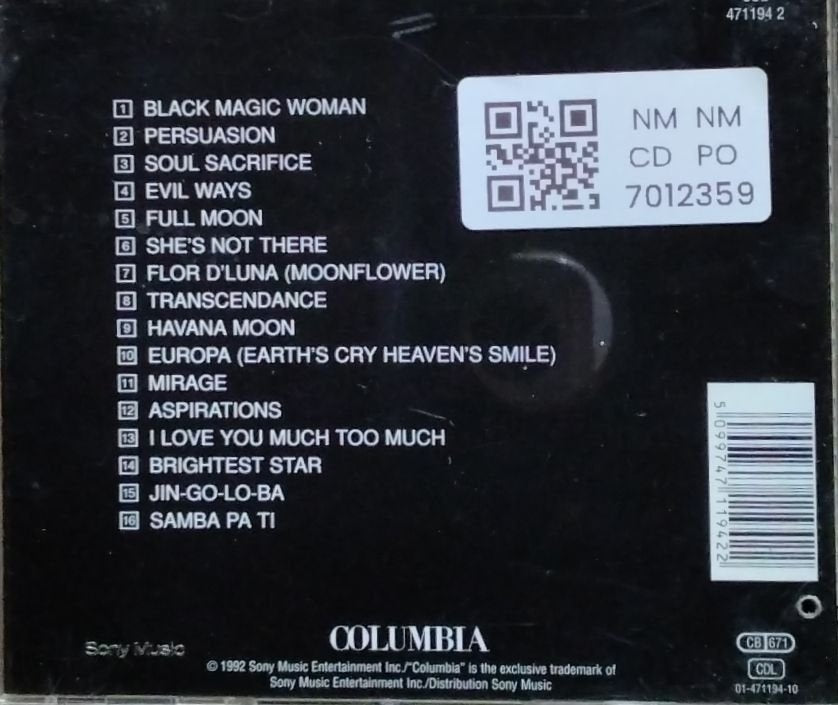 471194 2
NM NM
CD PO
7012359
1 BLACK MAGIC WOMAN
2 PERSUASION
3 SOUL SACRIFICE
4 EVIL WAYS
5 FULL MOON
6 SHE'S NOT THERE
7 FLOR D'LUNA (MOONFLOWER)
8 TRANSCENDANCE
9 HAVANA MOON
10 EUROPA (EARTH'S CRY HEAVEN'S SMILE)
11 MIRAGE
12 ASPIRATIONS
13 I LOVE YOU MUCH TOO MUCH
14 BRIGHTEST STAR
15 JIN-GO-LO-BA
16 SAMBA PA TI
5 099747 119422
Sony Music
COLUMBIA
© 1992 Sony Music Entertainment Inc./"Columbia" is the exclusive trademark of
Sony Music Entertainment Inc./Distribution Sony Music
CB 671
CDL
01-471194-10